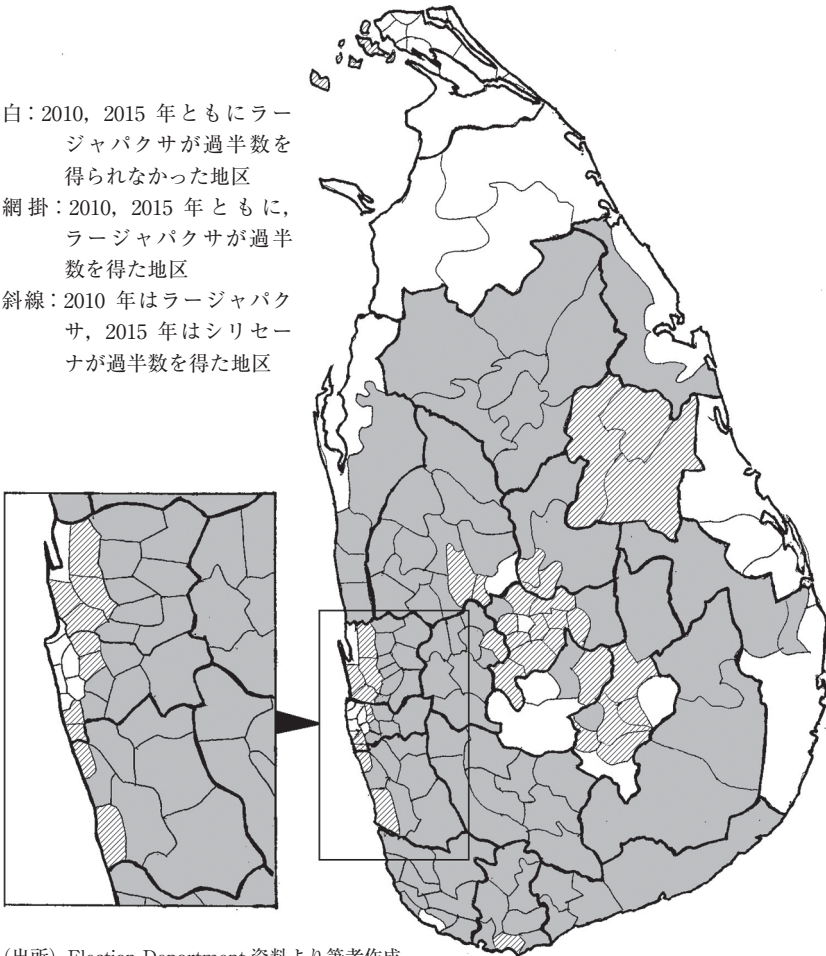 白：2010，2015 年ともにラー
ジャパクサが過半数を
得られなかった地区
網掛：2010，2015 年ともに，
ラージャパクサが過半
数を得た地区
斜線：2010 年はラージャパク
サ，2015 年はシリセー
ナが過半数を得た地区
（出所）Election Department 資料より筆者作成